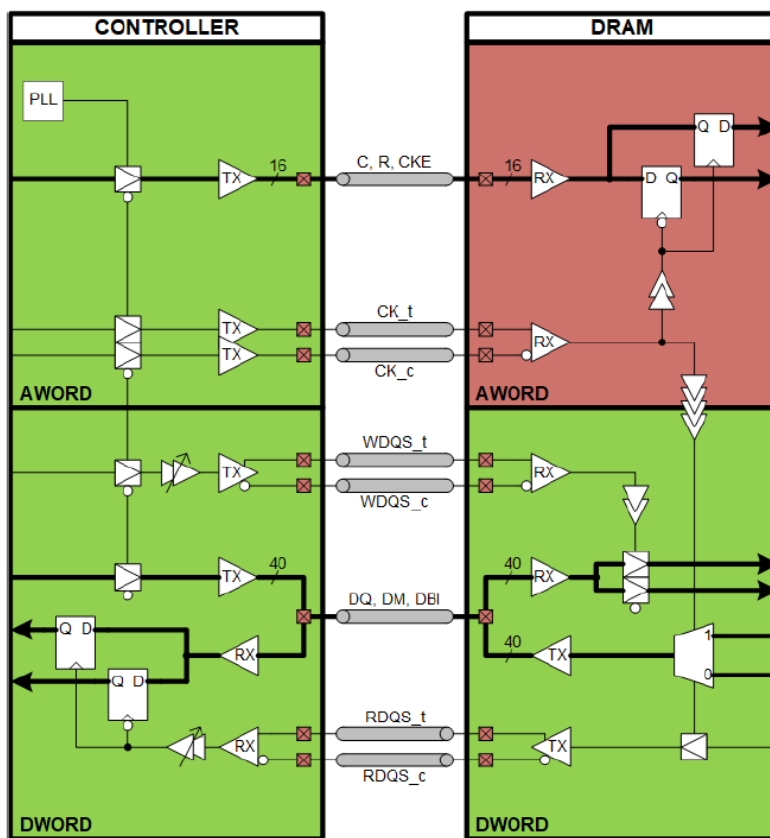 CONTROLLER
DRAM
PLL
Q D
C, R, CKE
16
16
TX
RX
D Q
CK_t
TX
RX
TX
CK_c
AWORD
AWORD
WDQS_t
TX
RX
WDQS_c
40
40
TX
RX
DQ, DM, DBI
Q D
40
1
RX
TX
Q D
0
RDQS_t
RX
TX
RDQS_c
DWORD
DWORD